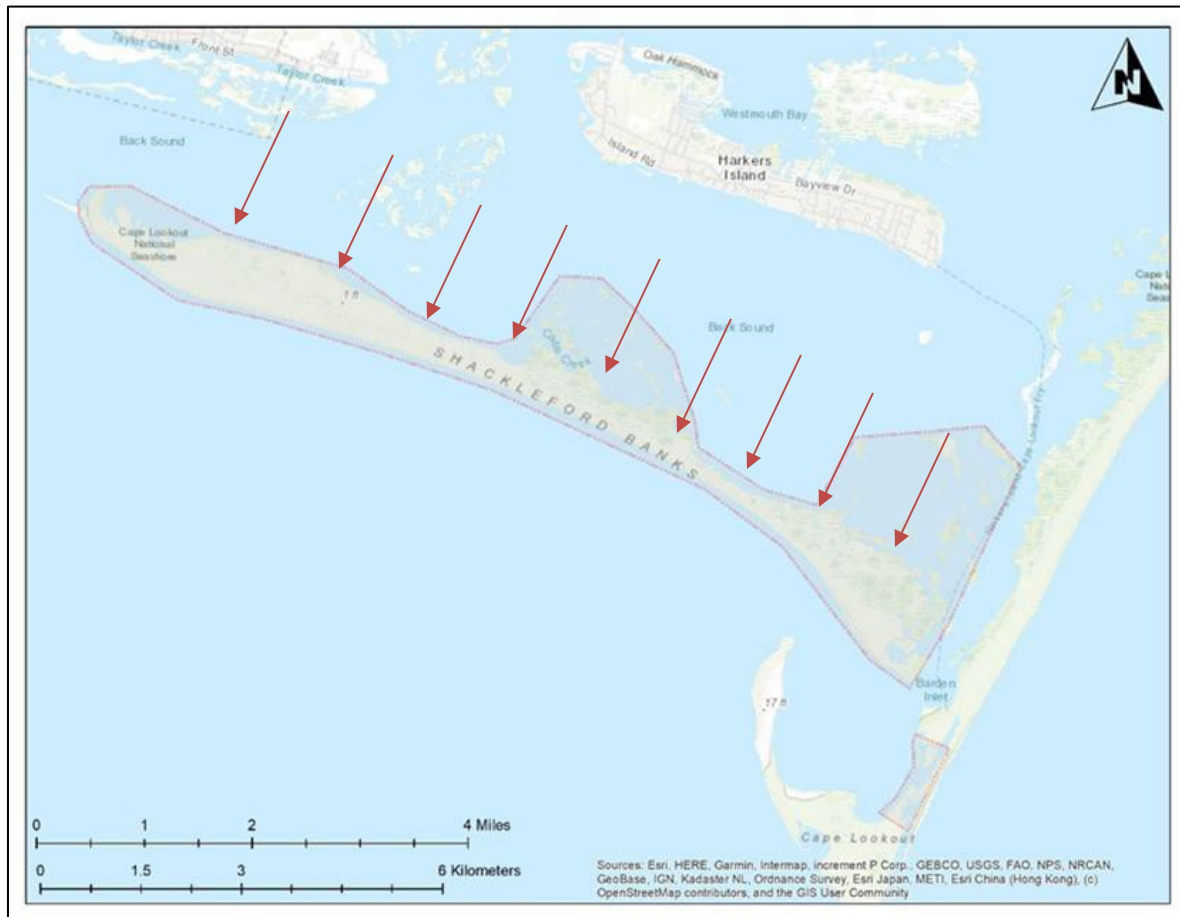 Taylor Creek
Front St
Taylor Creek
Oak Hammock
N
Back Sound
Westmouth Bay
Island Rd
Harkers
Island
Bayview Dr
Cape Lookout
National
Seashore
Cape L
Nati
Seas
1 ft
Back Sound
SHACKLEFORD BANKS
Barden
Inlet
17 ft
Cape Lookout
0 1 2 4 Miles
0 1.5 3 6 Kilometers
Sources: Esri, HERE, Garmin, Intermap, increment P Corp., GEBCO, USGS, FAO, NPS, NRCAN,
GeoBase, IGN, Kadaster NL, Ordnance Survey, Esri Japan, METI, Esri China (Hong Kong), (c)
OpenStreetMap contributors, and the GIS User Community